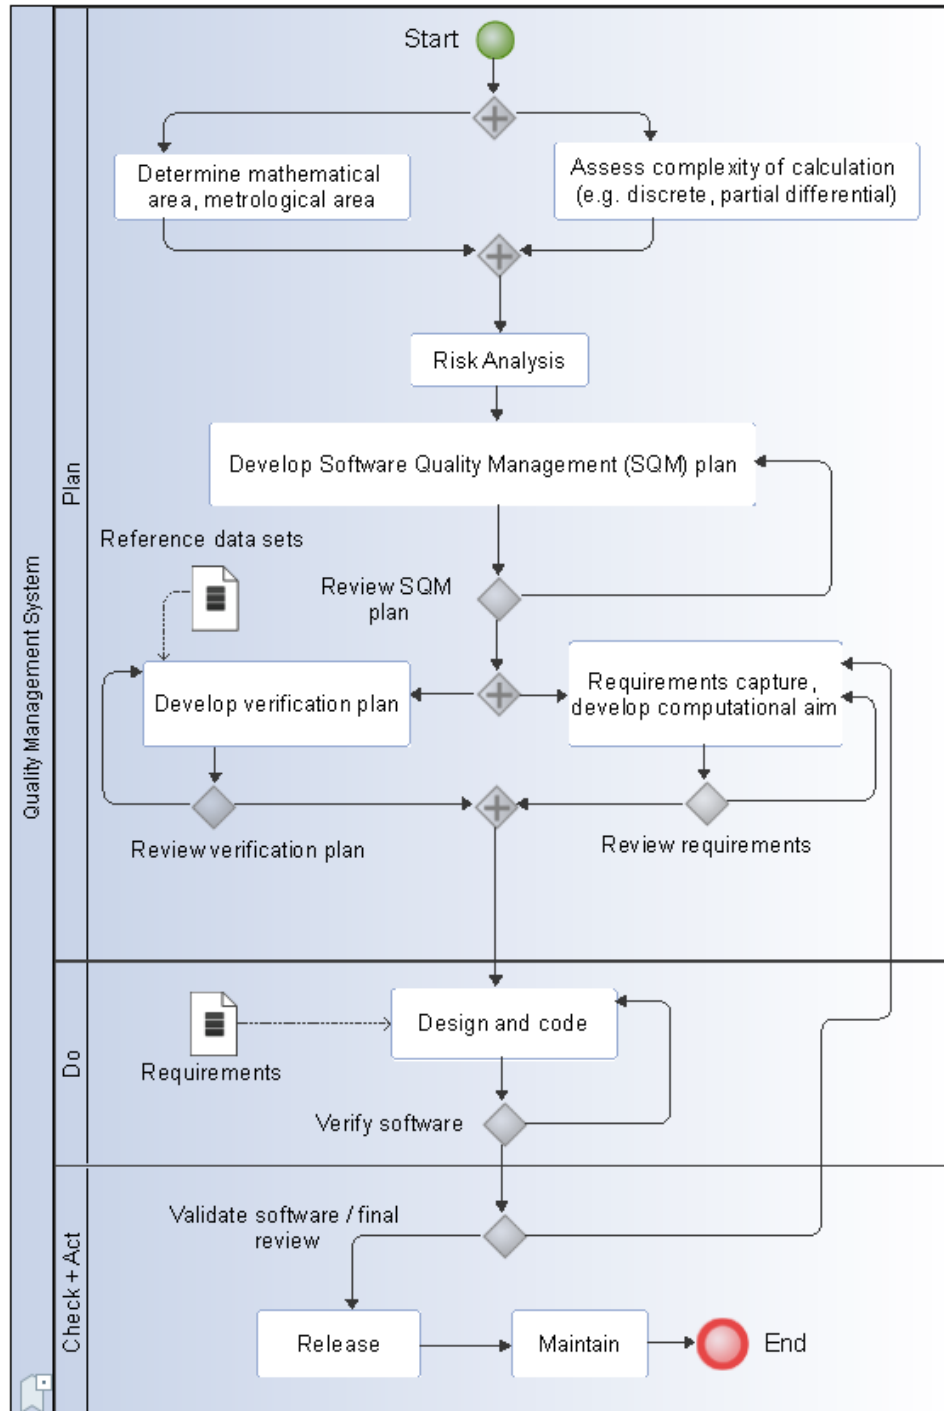 Start
Determine mathematical
area, metrological area
Assess complexity of calculation
(e.g. discrete, partial differential)
Risk Analysis
Develop Software Quality Management (SQM) plan
Reference data sets
Review SQM
plan
Develop verification plan
Requirements capture,
develop computational aim
Review verification plan
Review requirements
Plan
Quality Management System
Design and code
Requirements
Verify software
Do
Validate software / final
review
Release
Maintain
End
Check + Act